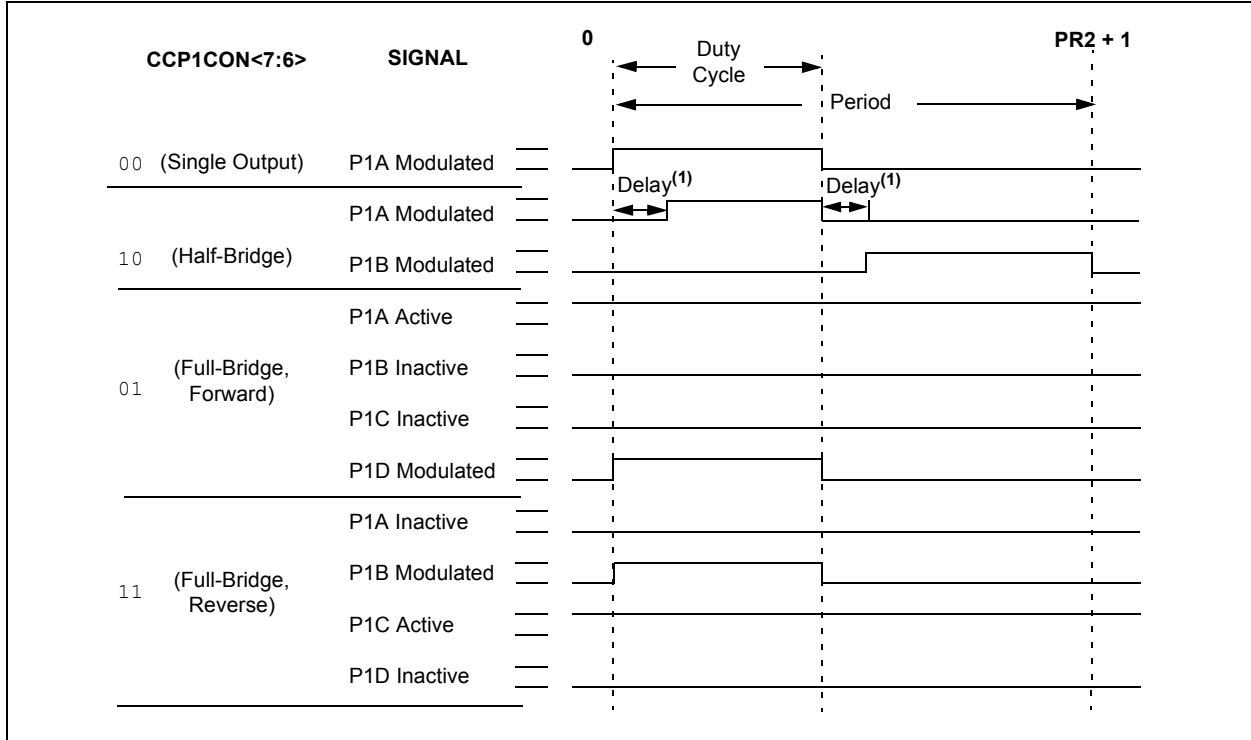 CCP1CON<7:6>
SIGNAL
0
PR2 + 1
Duty
Cycle
Period
00 (Single Output) P1A Modulated
Delay(1)
Delay(1)
P1A Modulated
10 (Half-Bridge)
P1B Modulated
P1A Active
(Full-Bridge,
Forward)
01
P1B Inactive
P1C Inactive
P1D Modulated
P1A Inactive
(Full-Bridge,
Reverse)
11
P1B Modulated
P1C Active
P1D Inactive